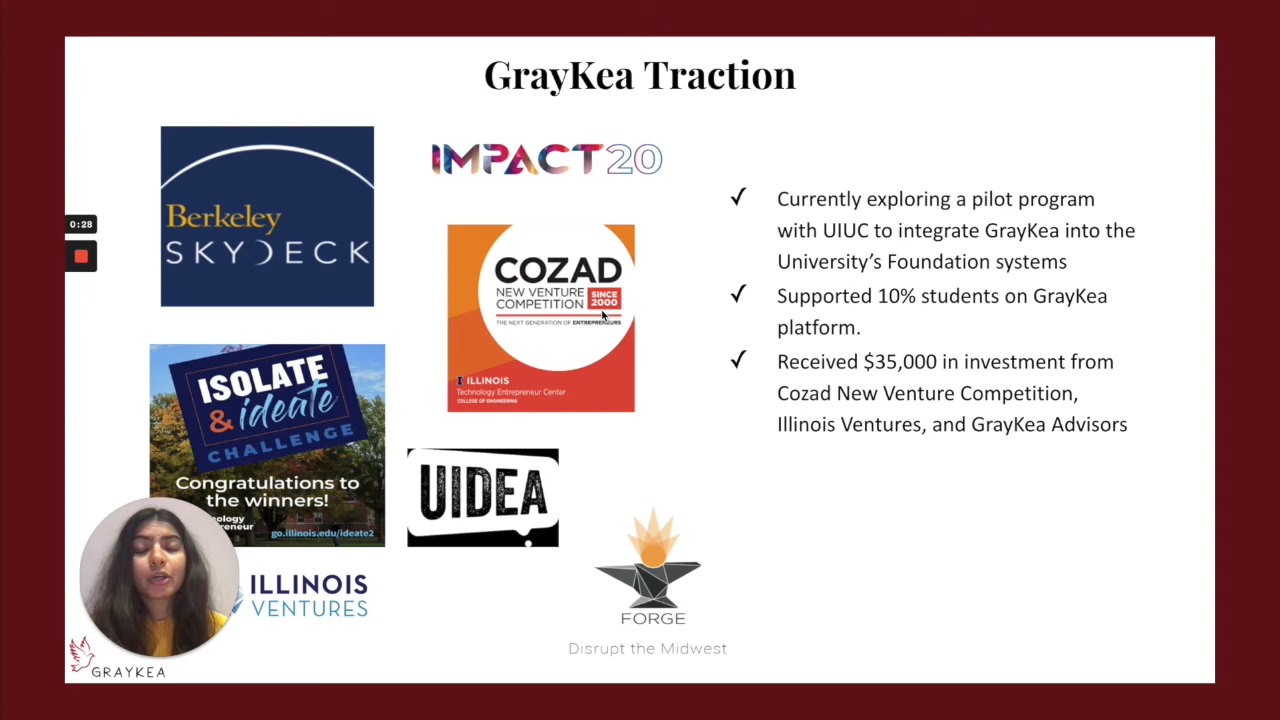 GrayKea Traction
Berkeley
SKYDECK
IMPACT20
COZAD
NEW VENTURE
COMPETITION
SINCE
2000
THE NEXT GENERATION OF ENTREPRENEURS
ILLINOIS
Technology Entrepreneur Center
COLLEGE OF ENGINEERING
0:28
ISOLATE
& ideate
CHALLENGE
Congratulations to
the winners!
go.illinois.edu/ideate2
UIDEA
ILLINOIS
VENTURES
FORGE
Disrupt the Midwest
GRAYKEA
✓ Currently exploring a pilot program
with UIUC to integrate GrayKea into the
University’s Foundation systems
✓ Supported 10% students on GrayKea
platform.
✓ Received $35,000 in investment from
Cozad New Venture Competition,
Illinois Ventures, and GrayKea Advisors